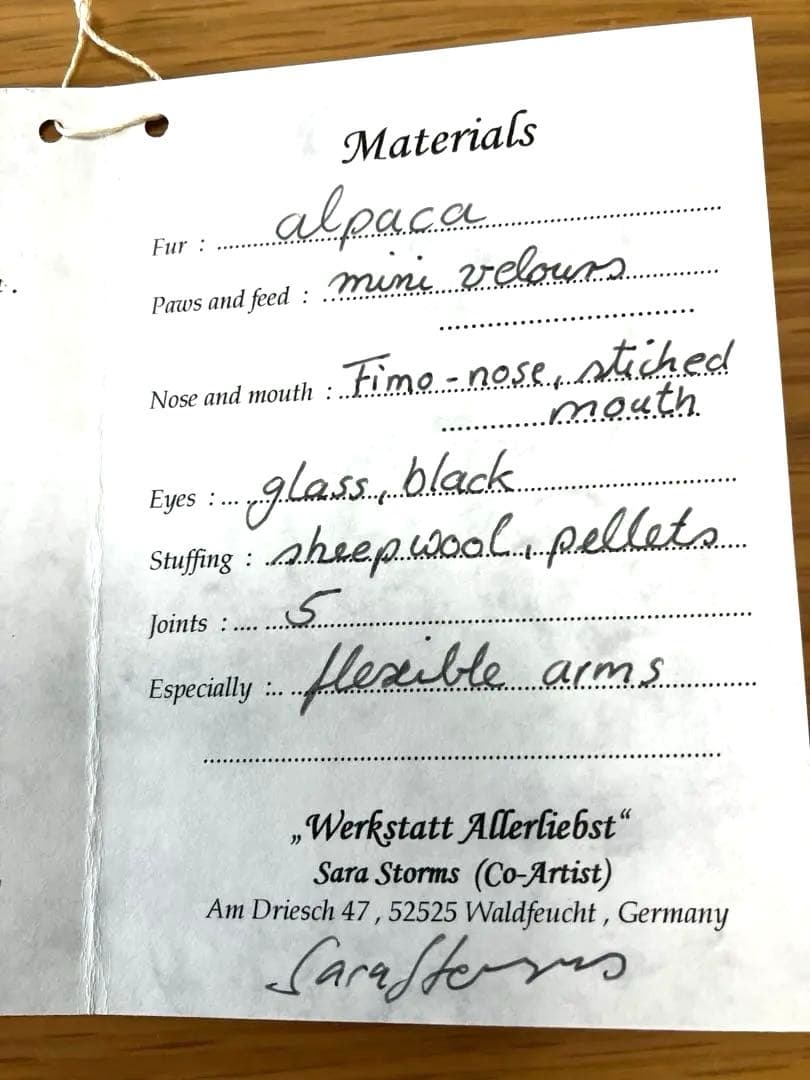 Materials
Fur : alpaca
Paws and feed : mini velours
Nose and mouth : Fimo-nose, stiched
mouth
Eyes : glass, black
Stuffing : sheepwool, pellets
Joints : 5
Especially : flexible arms
„Werkstatt Allerliebst“
Sara Storms (Co-Artist)
Am Driesch 47 , 52525 Waldfeucht , Germany
Sara Storms